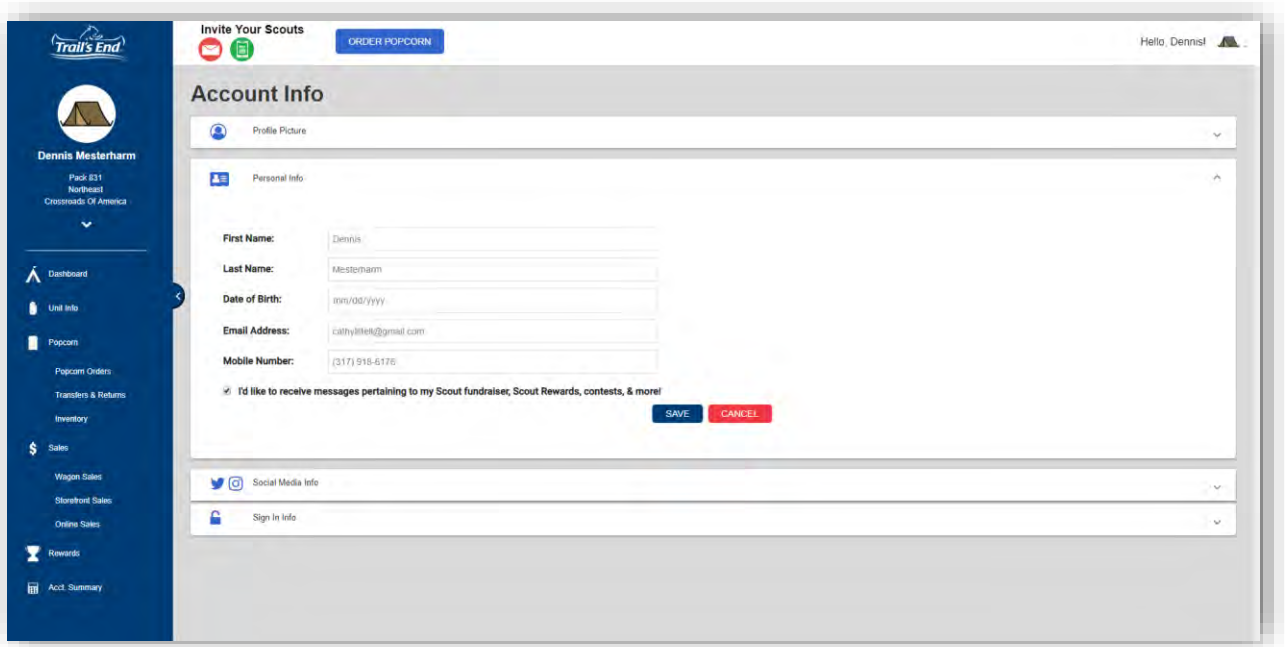 Trail's End
Invite Your Scouts
ORDER POPCORN
Hello, Dennis!
Dennis Mesterharm
Pack 831
Northeast
Crossroads Of America
Dashboard
Unit Info
Popcorn
Popcorn Orders
Transfers & Returns
Inventory
$ Sales
Wagon Sales
Storefront Sales
Online Sales
Rewards
Acct. Summary
Account Info
Profile Picture
Personal Info
First Name: Dennis
Last Name: Mesterharm
Date of Birth: mm/dd/yyyy
Email Address:
Mobile Number: (317) 918-6176
I'd like to receive messages pertaining to my Scout fundraiser, Scout Rewards, contests, & more!
SAVE CANCEL
Social Media Info
Sign In Info